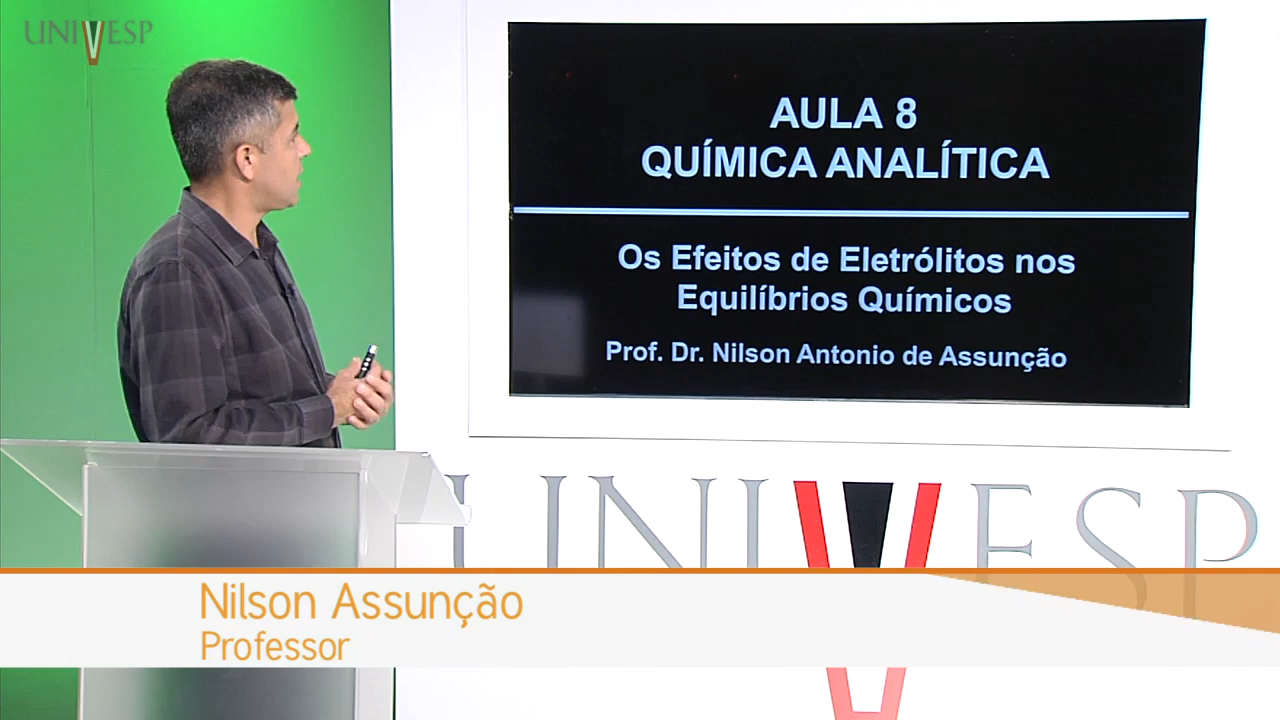 UNIVESP
AULA 8
QUÍMICA ANALÍTICA
Os Efeitos de Eletrólitos nos
Equilíbrios Químicos
Prof. Dr. Nilson Antonio de Assunção
UNIVESP
Nilson Assunção
Professor